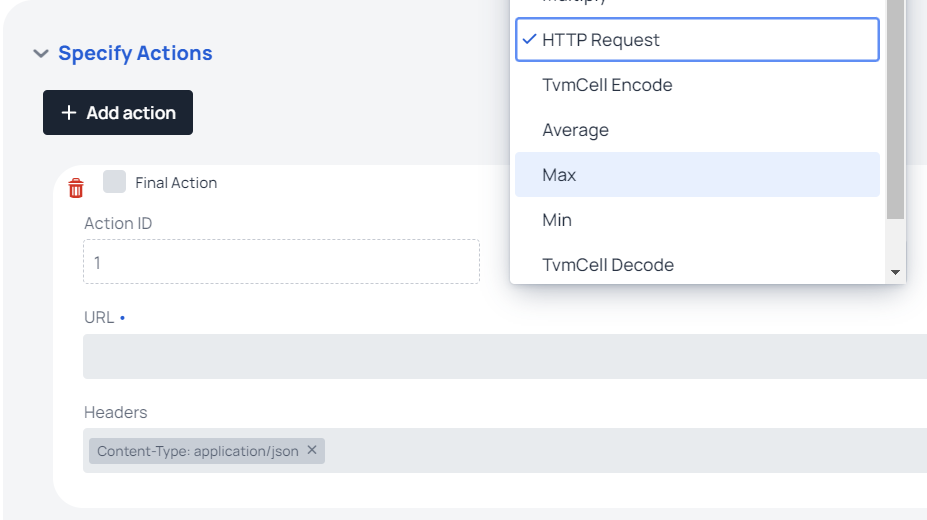 Multiply
HTTP Request
Specify Actions
TvmCell Encode
+ Add action
Average
Max
Final Action
Min
Action ID
1
TvmCell Decode
URL •
Headers
Content-Type: application/json ×